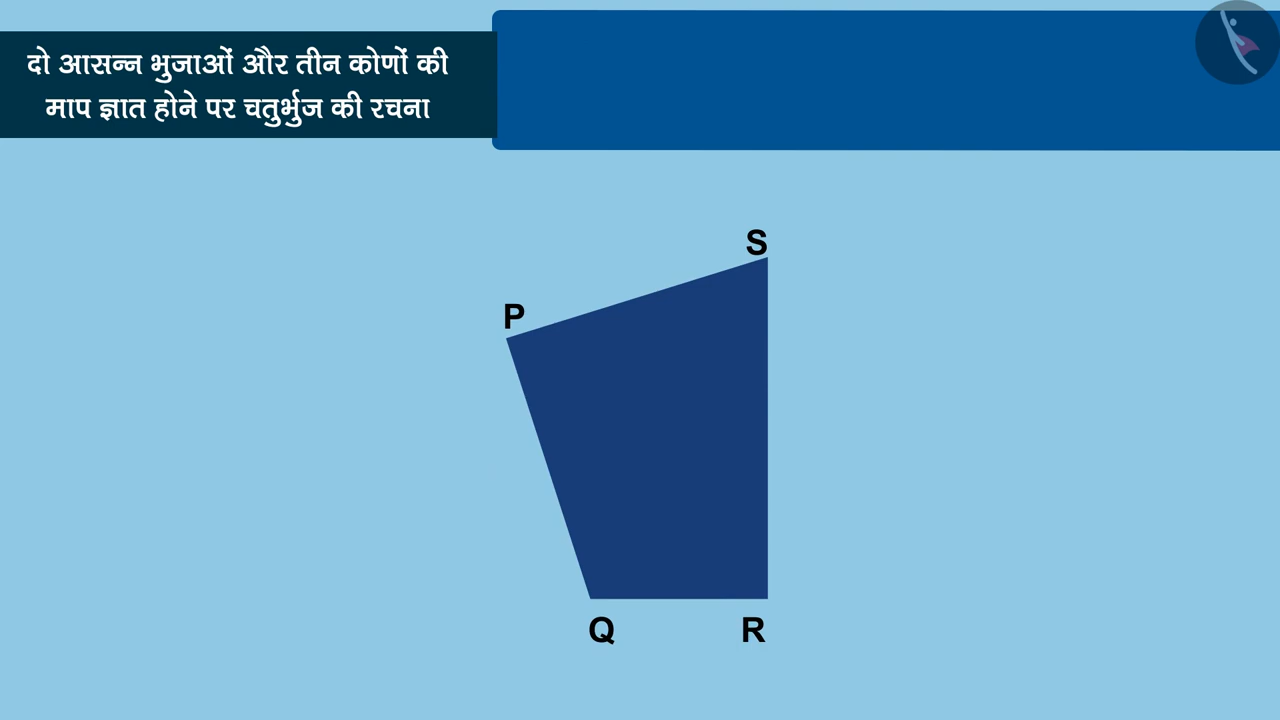 दो आसन्न भुजाओं और तीन कोणों की
माप ज्ञात होने पर चतुर्भुज की रचना
S
P
Q
R